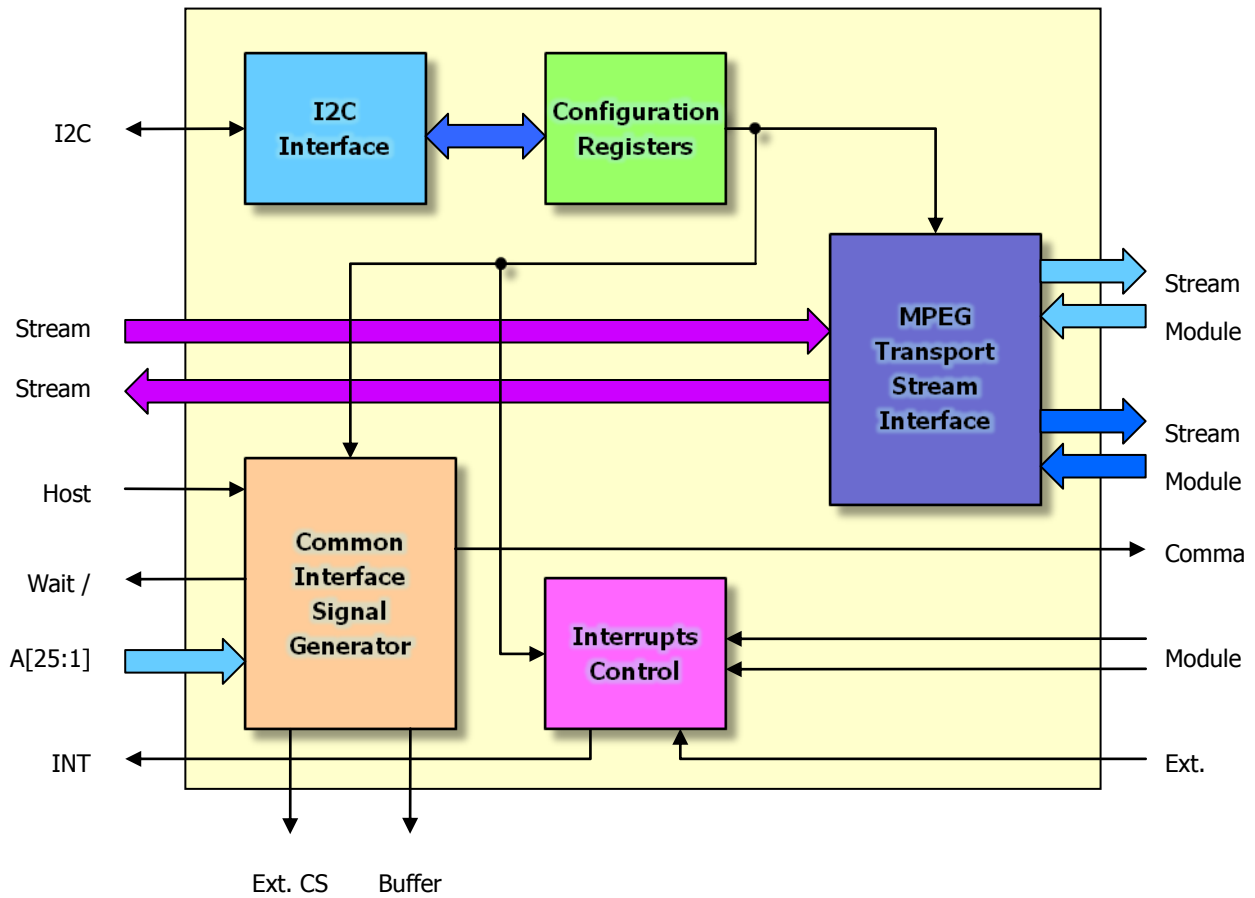 I2C
Interface
Configuration
Registers
I2C
MPEG
Transport
Stream
Interface
Stream
Module
Stream
Stream
Stream
Module
Host
Common
Interface
Signal
Generator
Comma
Wait /
Interrupts
Control
A[25:1]
Module
INT
Ext.
Ext. CS
Buffer